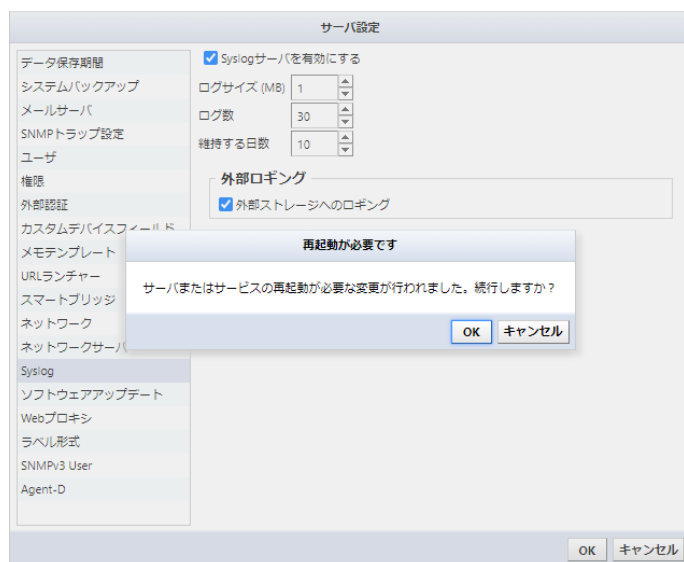 サーバ設定
データ保存期間
システムバックアップ
メールサーバ
SNMPトラップ設定
ユーザ
権限
外部認証
カスタムデバイスフィールド
メモテンプレート
URLランチャー
スマートブリッジ
ネットワーク
ネットワークサーバ
Syslog
ソフトウェアアップデート
Webプロキシ
ラベル形式
SNMPv3 User
Agent-D
Syslogサーバを有効にする
ログサイズ (MB) 1
ログ数 30
維持する日数 10
外部ロギング
外部ストレージへのロギング
再起動が必要です
サーバまたはサービスの再起動が必要な変更が行われました。続行しますか？
OK キャンセル
OK キャンセル